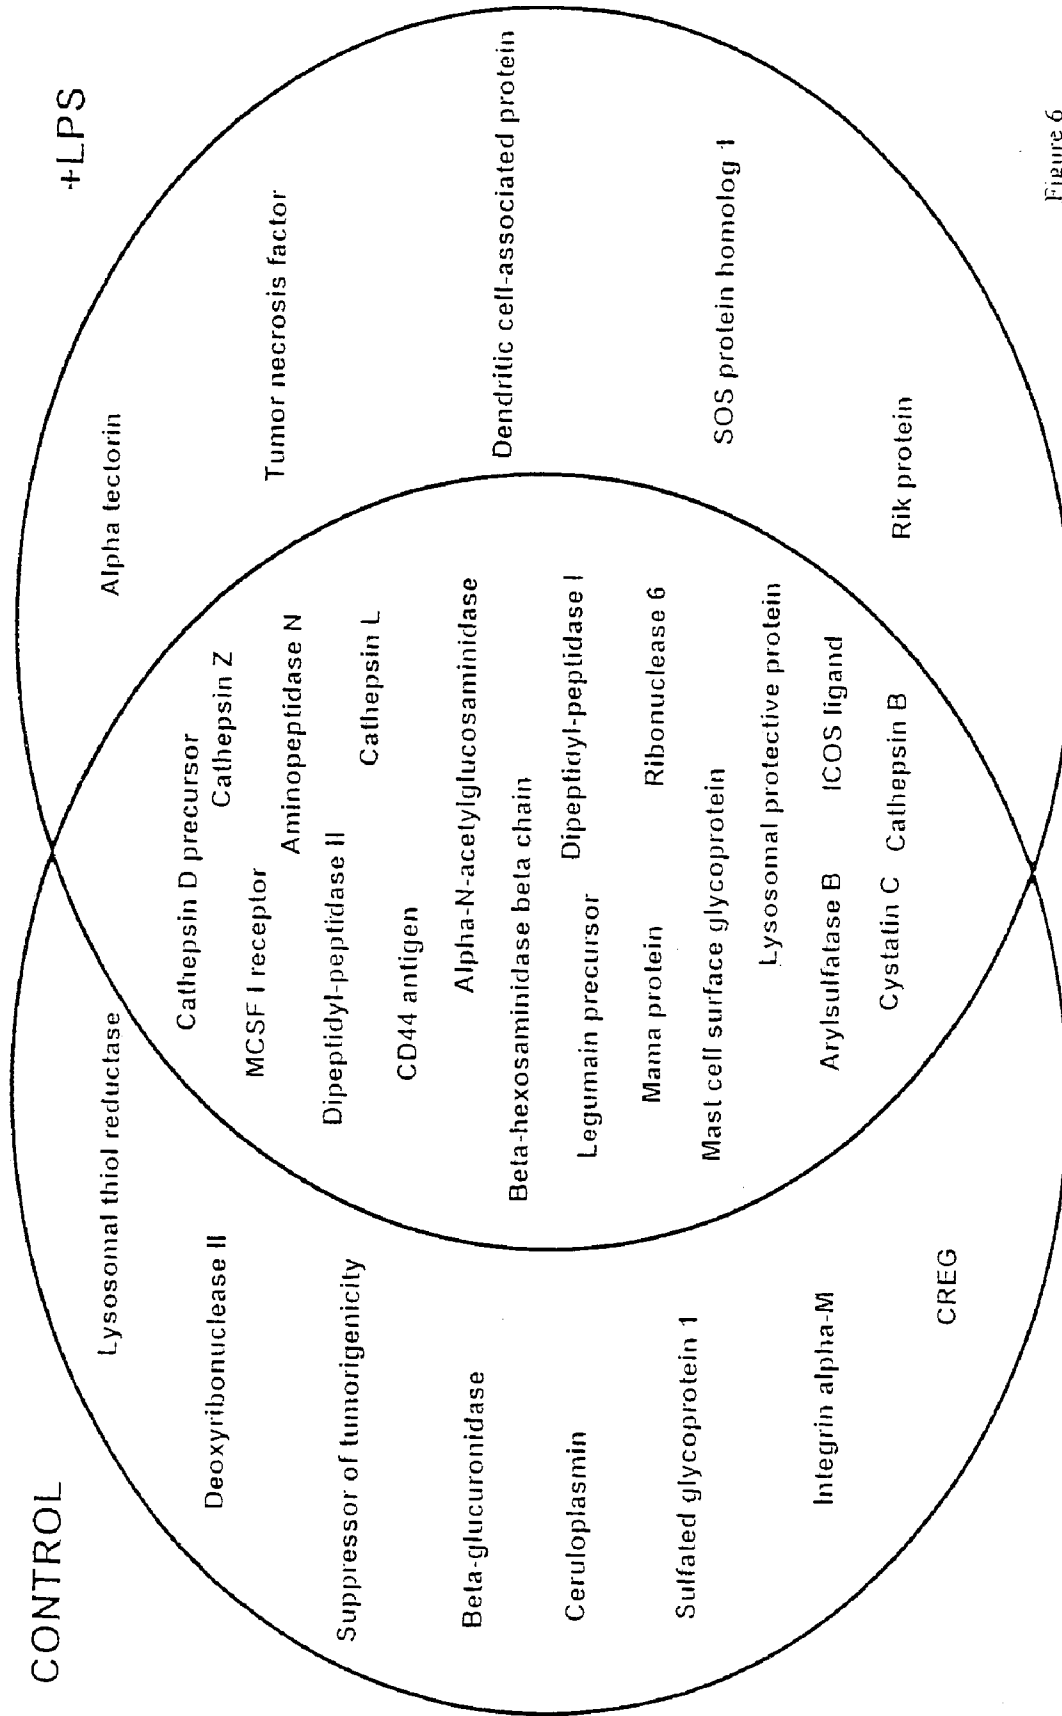 CONTROL
+LPS
Lysosomal thiol reductase
Deoxyribonuclease II
Suppressor of tumorigenicity
Beta-glucuronidase
Ceruloplasmin
Sulfated glycoprotein 1
Integrin alpha-M
CREG
Cathepsin D precursor
Cathepsin Z
MCSF I receptor
Aminopeptidase N
Dipeptidyl-peptidase II
Cathepsin L
CD44 antigen
Alpha-N-acetylglucosaminidase
Beta-hexosaminidase beta chain
Legumain precursor
Dipeptidyl-peptidase I
Mama protein
Ribonuclease 6
Mast cell surface glycoprotein
Lysosomal protective protein
Arylsulfatase B
ICOS ligand
Cystatin C
Cathepsin B
Alpha tectorin
Tumor necrosis factor
Dendritic cell-associated protein
SOS protein homolog 1
Rik protein
Figure 6